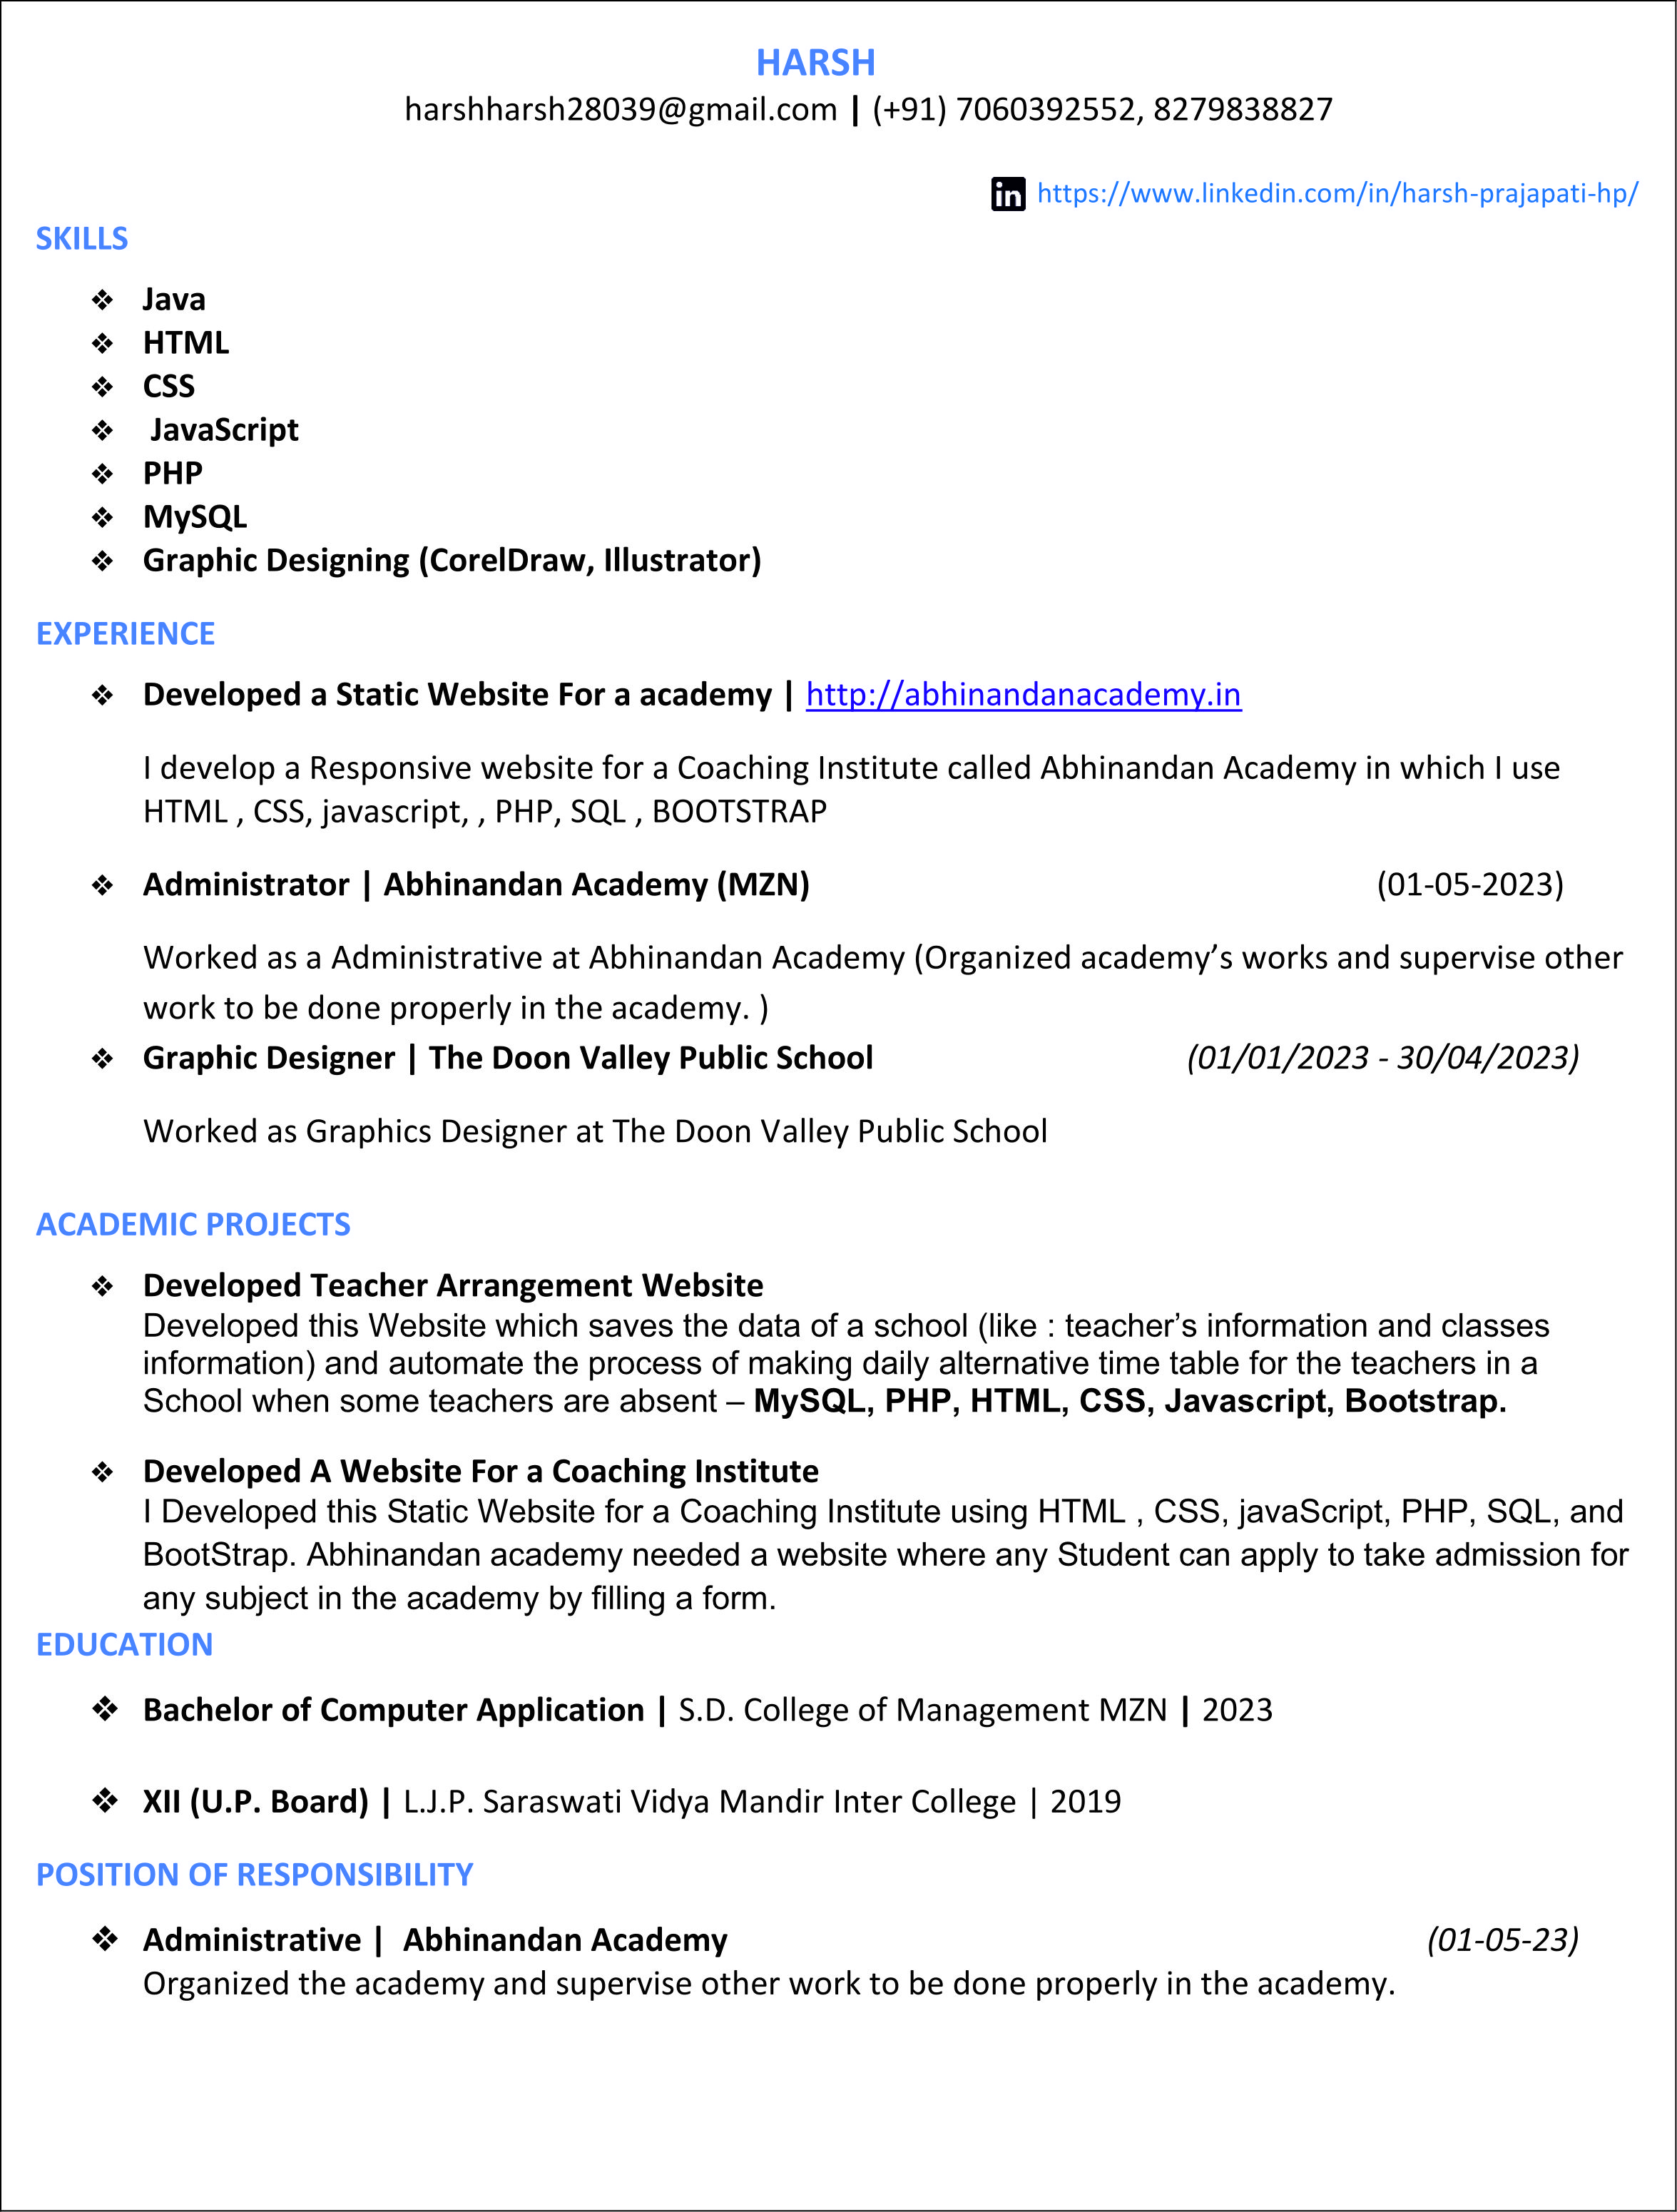 HARSH
harshharsh28039@gmail.com | (+91) 7060392552, 8279838827
in https://www.linkedin.com/in/harsh-prajapati-hp/
SKILLS
❖ Java
❖ HTML
❖ CSS
❖ JavaScript
❖ PHP
❖ MySQL
❖ Graphic Designing (CorelDraw, Illustrator)
EXPERIENCE
❖ Developed a Static Website For a academy | http://abhinandanacademy.in
I develop a Responsive website for a Coaching Institute called Abhinandan Academy in which I use
HTML , CSS, javascript, , PHP, SQL , BOOTSTRAP
❖ Administrator | Abhinandan Academy (MZN) (01-05-2023)
Worked as a Administrative at Abhinandan Academy (Organized academy’s works and supervise other
work to be done properly in the academy. )
❖ Graphic Designer | The Doon Valley Public School (01/01/2023 - 30/04/2023)
Worked as Graphics Designer at The Doon Valley Public School
ACADEMIC PROJECTS
❖ Developed Teacher Arrangement Website
Developed this Website which saves the data of a school (like : teacher’s information and classes
information) and automate the process of making daily alternative time table for the teachers in a
School when some teachers are absent – MySQL, PHP, HTML, CSS, Javascript, Bootstrap.
❖ Developed A Website For a Coaching Institute
I Developed this Static Website for a Coaching Institute using HTML , CSS, javaScript, PHP, SQL, and
BootStrap. Abhinandan academy needed a website where any Student can apply to take admission for
any subject in the academy by filling a form.
EDUCATION
❖ Bachelor of Computer Application | S.D. College of Management MZN | 2023
❖ XII (U.P. Board) | L.J.P. Saraswati Vidya Mandir Inter College | 2019
POSITION OF RESPONSIBILITY
❖ Administrative | Abhinandan Academy (01-05-23)
Organized the academy and supervise other work to be done properly in the academy.